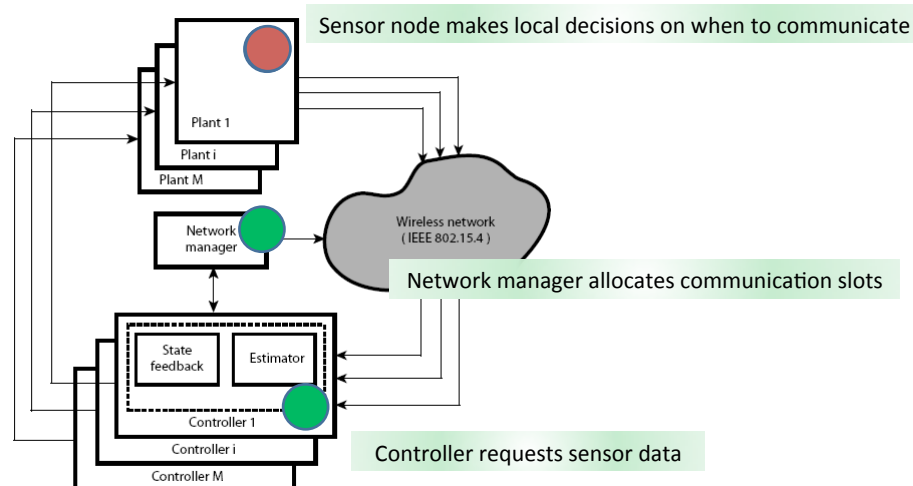 Sensor node makes local decisions on when to communicate
Plant 1
Plant i
Plant M
Network
manager
Wireless network
( IEEE 802.15.4 )
Network manager allocates communication slots
State
feedback
Estimator
Controller 1
Controller i
Controller M
Controller requests sensor data